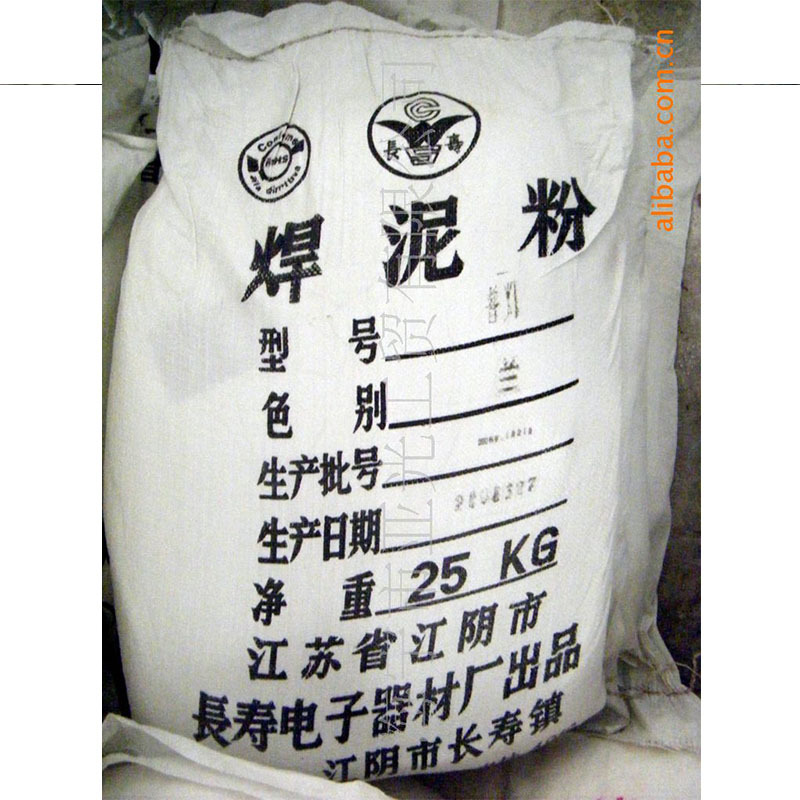 alibaba.com.cn
長壽
RoHS
焊泥粉
型号
色别 兰
生产批号
生产日期
净重 25 KG
江苏省江阴市
長寿电子器材厂出品
江阴市长寿镇